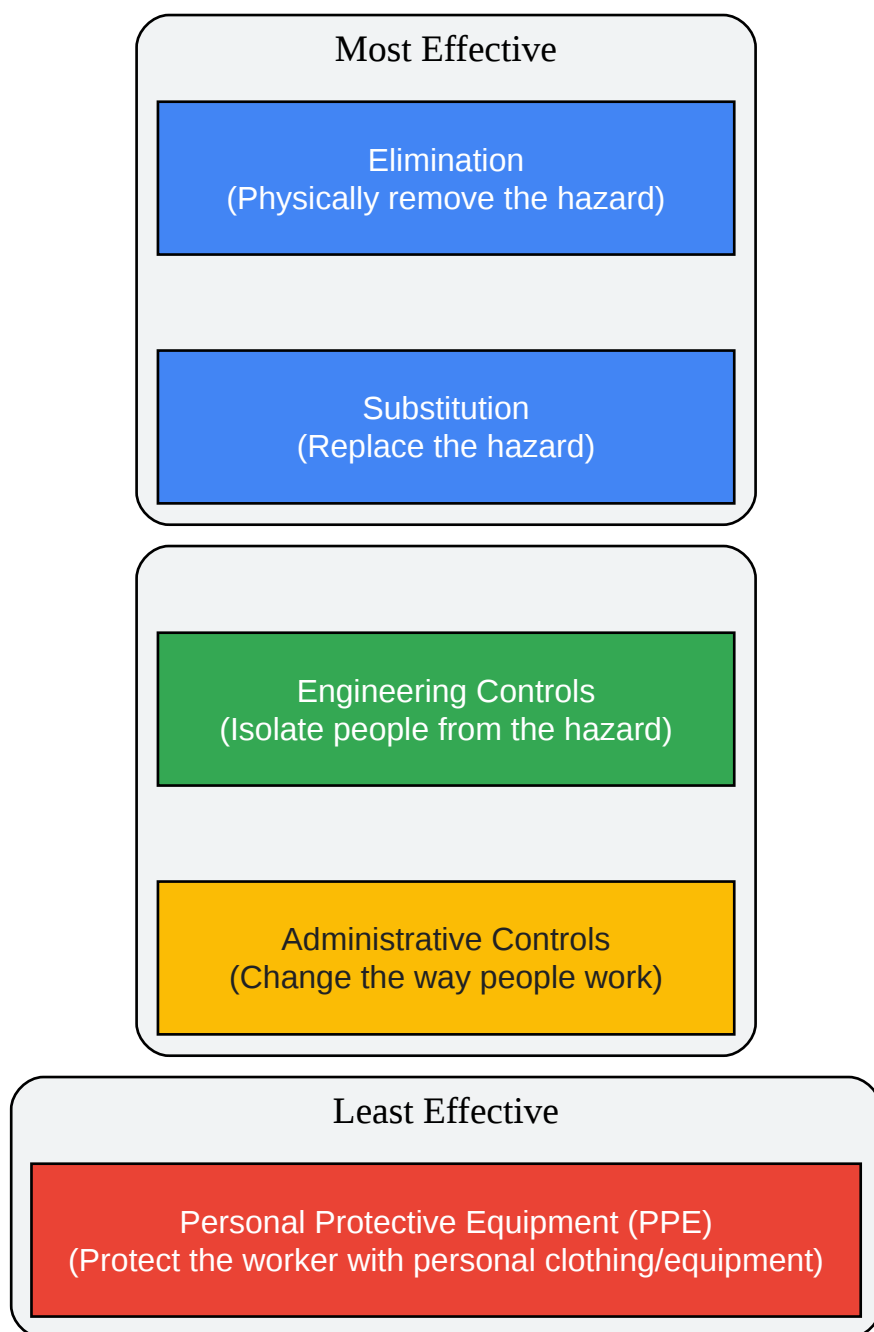 Most Effective
Elimination
(Physically remove the hazard)
Substitution
(Replace the hazard)
Engineering Controls
(Isolate people from the hazard)
Administrative Controls
(Change the way people work)
Least Effective
Personal Protective Equipment (PPE)
(Protect the worker with personal clothing/equipment)